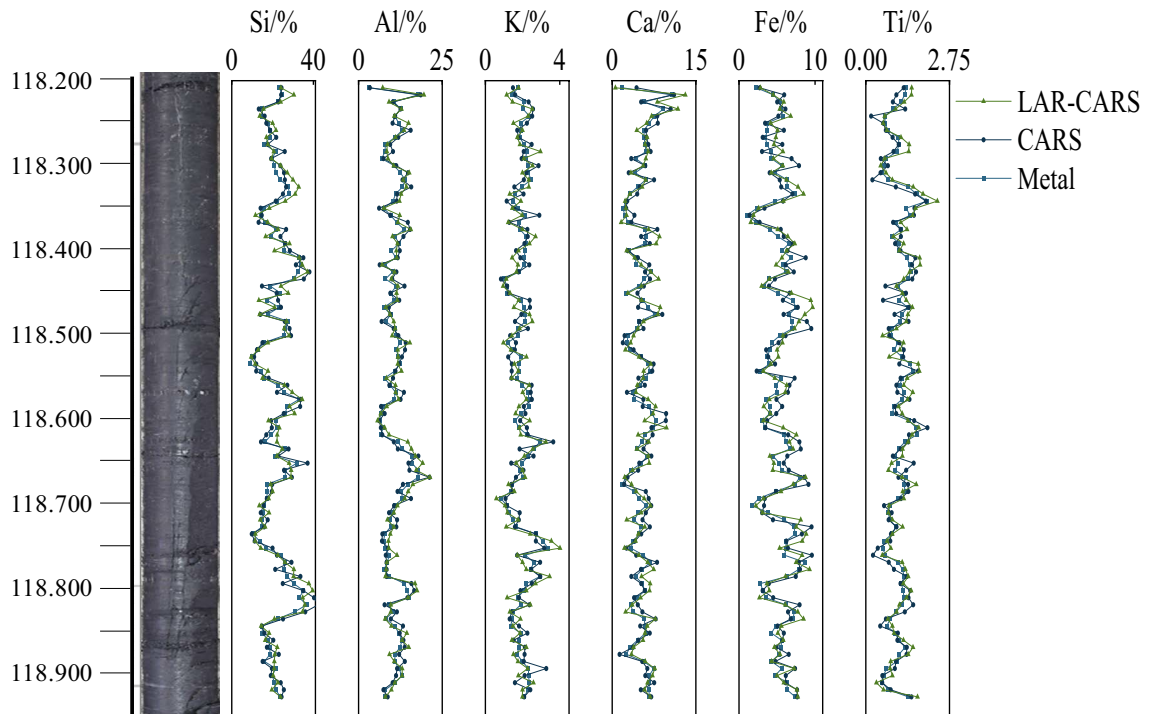 Si/% Al/% K/% Ca/% Fe/% Ti/%
0 40 0 25 0 4 0 15 0 10 0.00 2.75
118.200
LAR-CARS
CARS
118.300
Metal
118.400
118.500
118.600
118.700
118.800
118.900